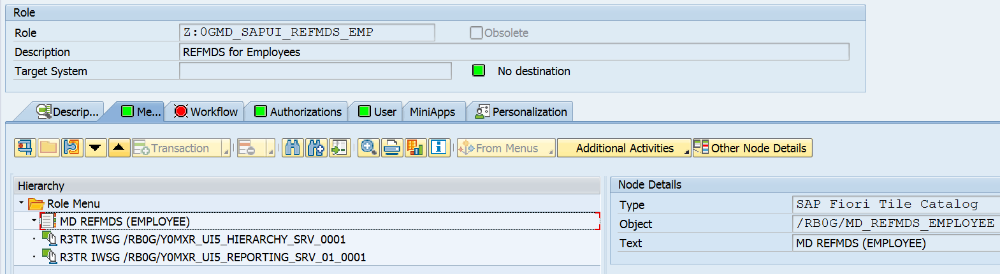 Role
Role Z:0GMD_SAPUI_REFMDS_EMP Obsolete
Description REFMDS for Employees
Target System No destination
Descrip... Me... Workflow Authorizations User MiniApps Personalization
Transaction From Menus Additional Activities Other Node Details
Hierarchy
Role Menu
MD REFMDS (EMPLOYEE)
R3TR IWSG /RB0G/Y0MXR_UI5_HIERARCHY_SRV_0001
R3TR IWSG /RB0G/Y0MXR_UI5_REPORTING_SRV_01_0001
Node Details
Type SAP Fiori Tile Catalog
Object /RB0G/MD_REFMDS_EMPLOYEE
Text MD REFMDS (EMPLOYEE)